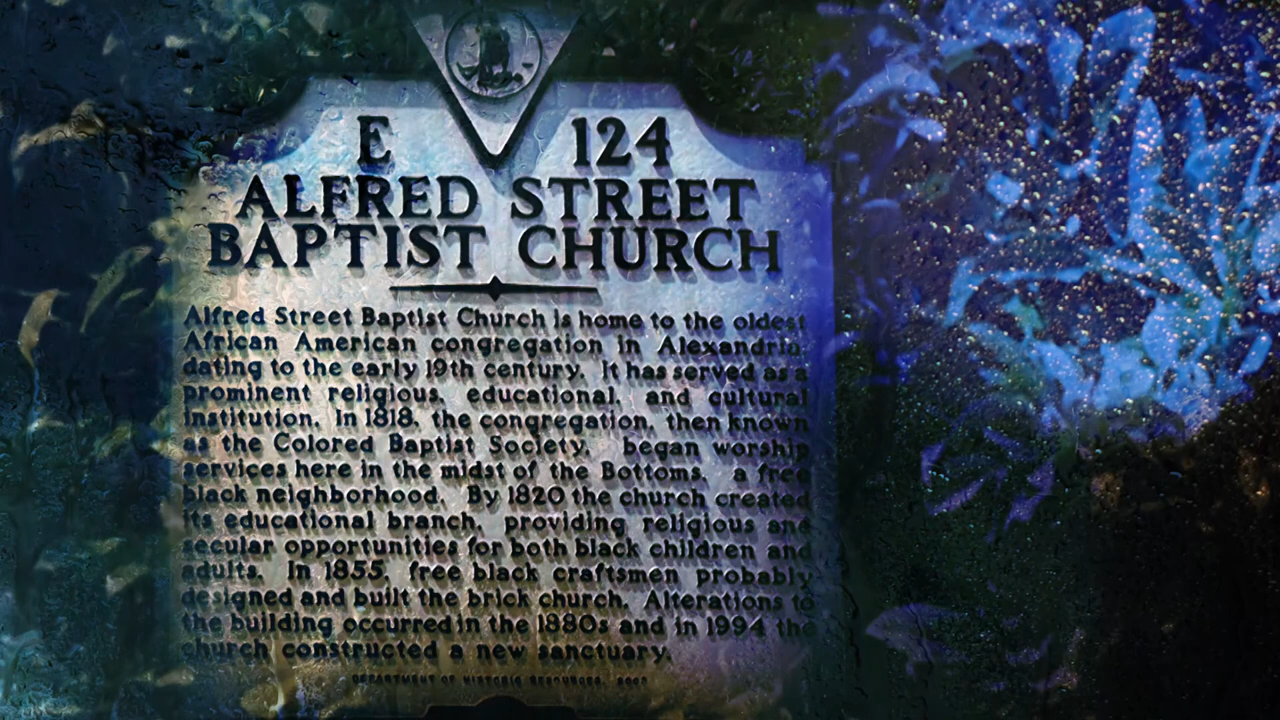 E 124
ALFRED STREET
BAPTIST CHURCH
Alfred Street Baptist Church is home to the oldest
African American congregation in Alexandria,
dating to the early 19th century. It has served as a
prominent religious, educational, and cultural
institution. In 1818, the congregation, then known
as the Colored Baptist Society, began worship
services here in the midst of the Bottoms, a free
black neighborhood. By 1820 the church created
its educational branch, providing religious and
secular opportunities for both black children and
adults. In 1855, free black craftsmen probably
designed and built the brick church. Alterations to
the building occurred in the 1880s and in 1994 the
church constructed a new sanctuary.
DEPARTMENT OF HISTORIC RESOURCES,